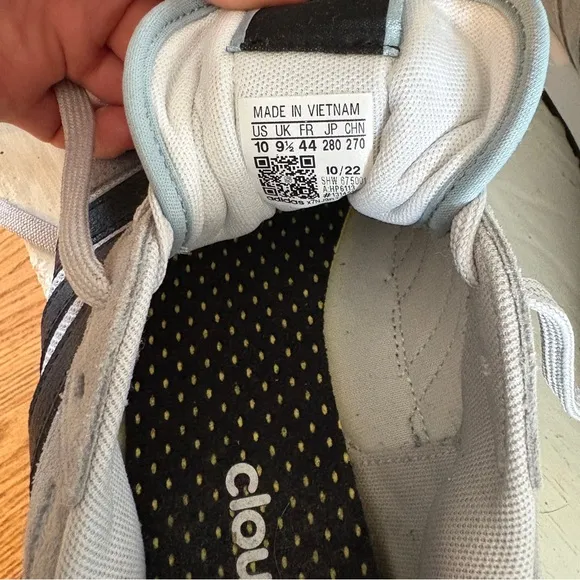 MADE IN VIETNAM
US UK FR JP CHN
10 9½ 44 280 270
10/22
adidas
clou